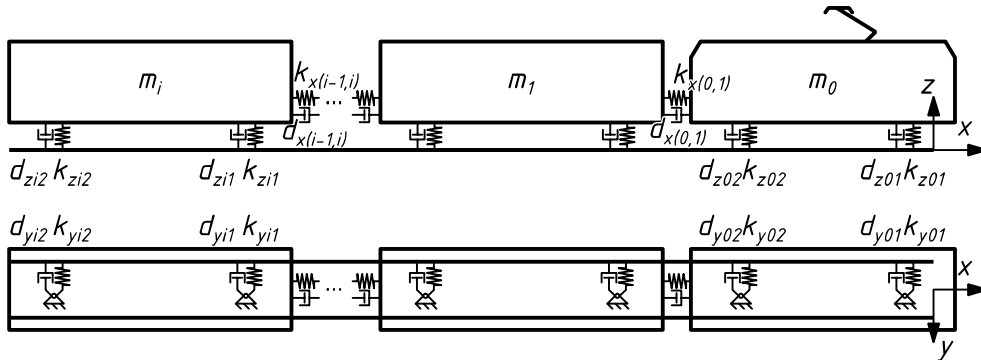 m_i m_1 m_0 z
k_x(i-1,i) k_x(0,1)
... x
d_x(i-1,i) d_x(0,1)
d_zi2 k_zi2 d_zi1 k_zi1 d_z02 k_z02 d_z01 k_z01
d_yi2 k_yi2 d_yi1 k_yi1 d_y02 k_y02 d_y01 k_y01
... x
y